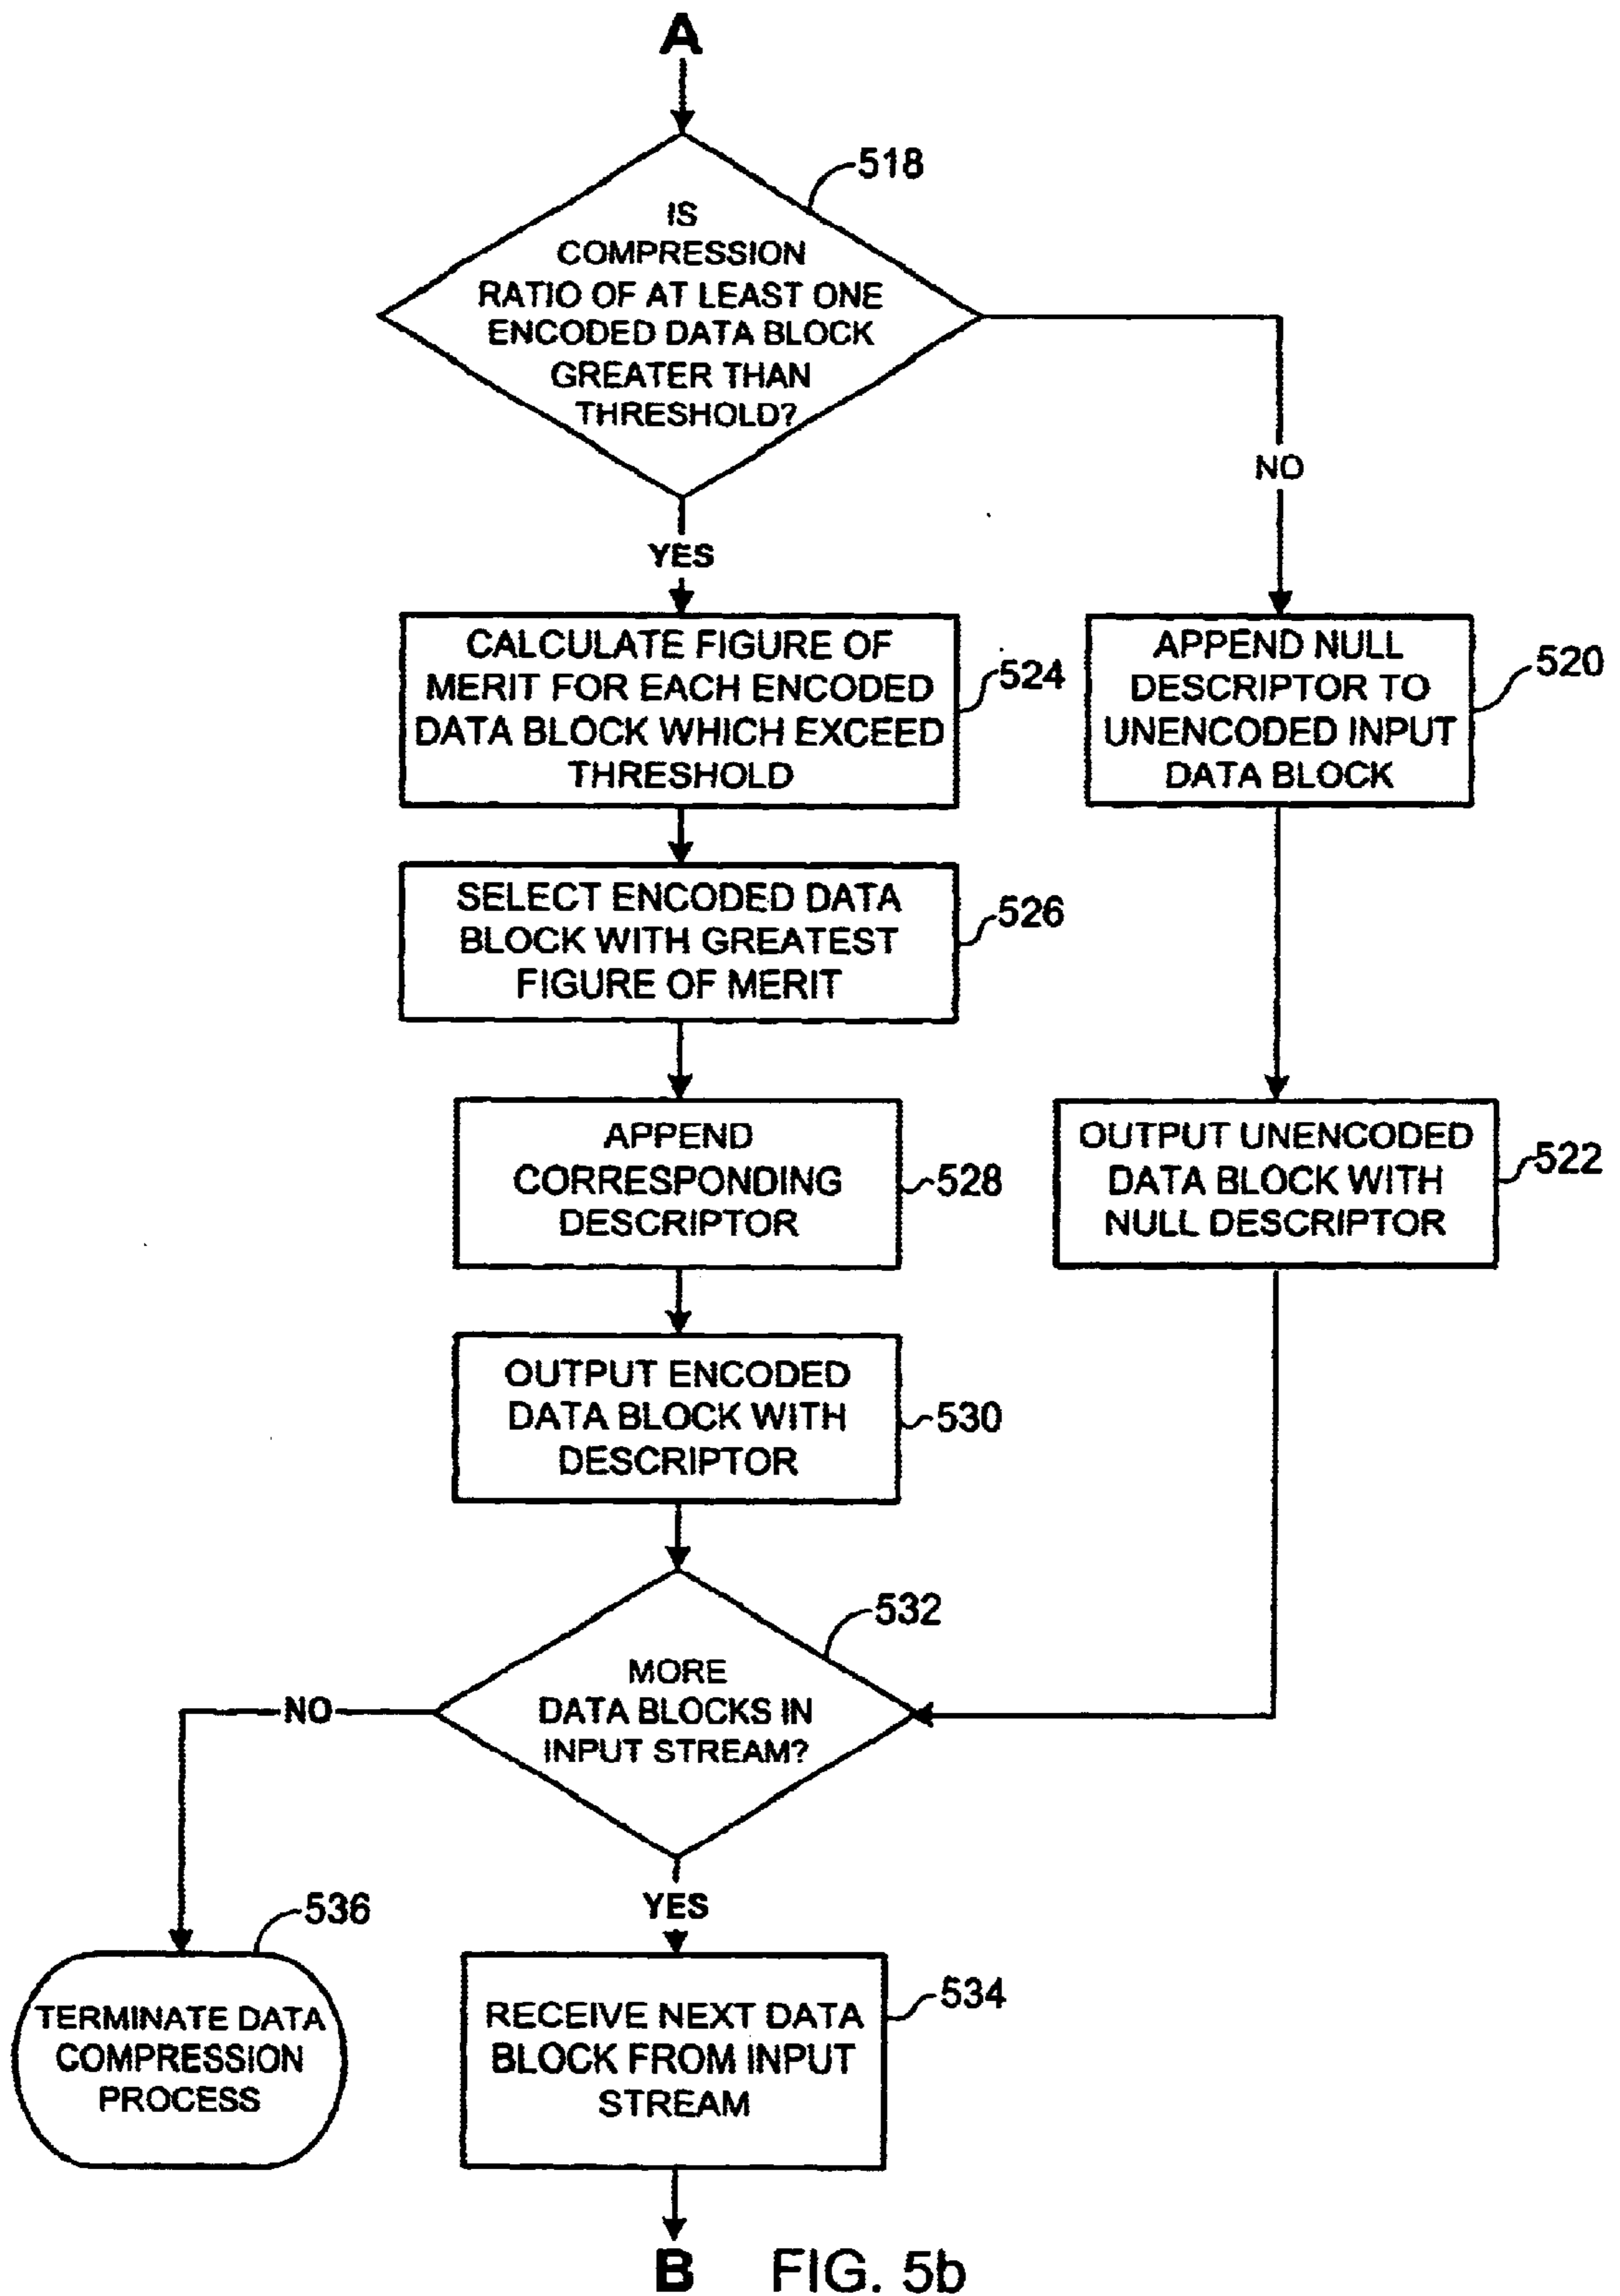 A
518
IS
COMPRESSION
RATIO OF AT LEAST ONE
ENCODED DATA BLOCK
GREATER THAN
THRESHOLD?
NO
YES
CALCULATE FIGURE OF
MERIT FOR EACH ENCODED
DATA BLOCK WHICH EXCEED
THRESHOLD
524
APPEND NULL
DESCRIPTOR TO
UNENCODED INPUT
DATA BLOCK
520
SELECT ENCODED DATA
BLOCK WITH GREATEST
FIGURE OF MERIT
526
APPEND
CORRESPONDING
DESCRIPTOR
528
OUTPUT UNENCODED
DATA BLOCK WITH
NULL DESCRIPTOR
522
OUTPUT ENCODED
DATA BLOCK WITH
DESCRIPTOR
530
532
MORE
DATA BLOCKS IN
INPUT STREAM?
NO
YES
536
TERMINATE DATA
COMPRESSION
PROCESS
534
RECEIVE NEXT DATA
BLOCK FROM INPUT
STREAM
B FIG. 5b